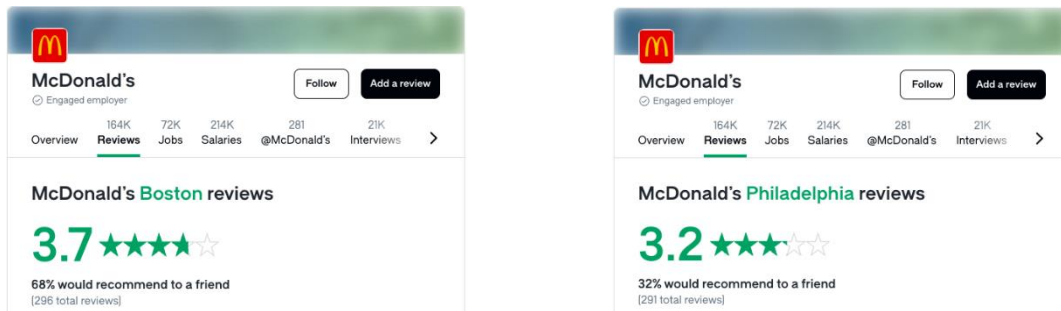 McDonald's
Engaged employer
Follow
Add a review
164K 72K 214K 281 21K
Overview Reviews Jobs Salaries @McDonald's Interviews
McDonald's Boston reviews
3.7
68% would recommend to a friend
(296 total reviews)
McDonald's
Engaged employer
Follow
Add a review
164K 72K 214K 281 21K
Overview Reviews Jobs Salaries @McDonald's Interviews
McDonald's Philadelphia reviews
3.2
32% would recommend to a friend
(291 total reviews)